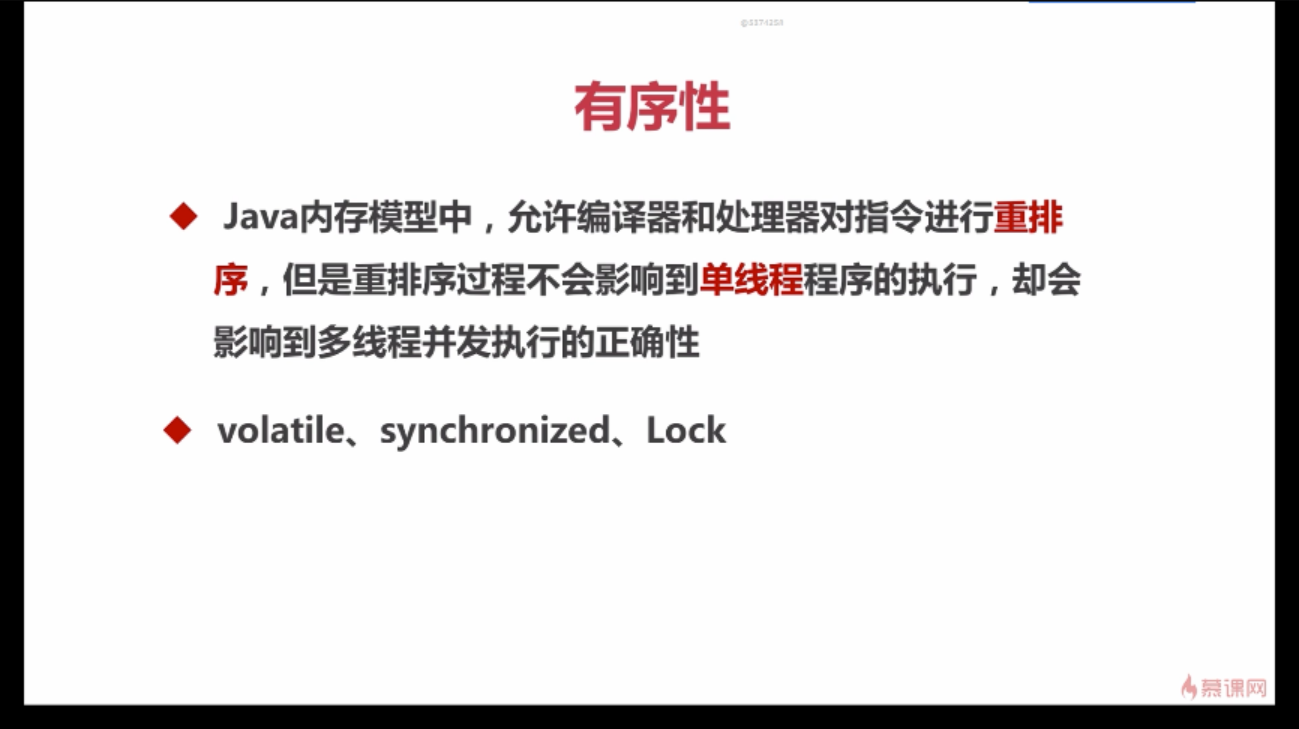 有序性
Java内存模型中，允许编译器和处理器对指令进行重排
序，但是重排序过程不会影响到单线程程序的执行，却会
影响到多线程并发执行的正确性
volatile、synchronized、Lock
慕课网